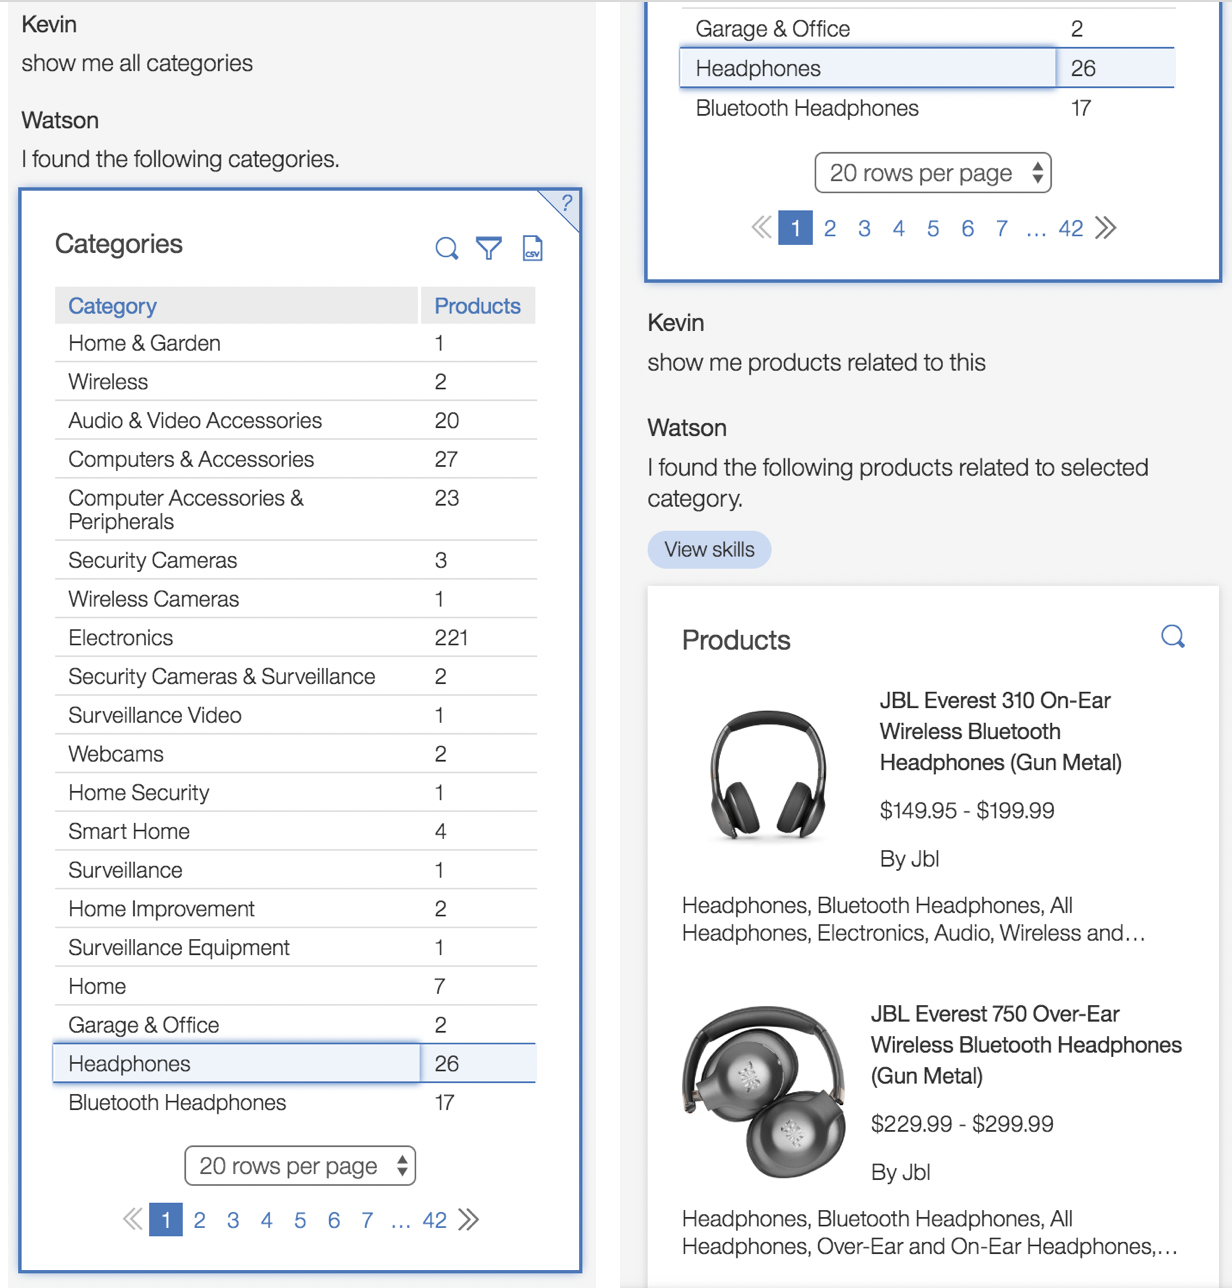 Kevin
show me all categories
Watson
I found the following categories.
?
Categories
CSV
Category Products
Home & Garden 1
Wireless 2
Audio & Video Accessories 20
Computers & Accessories 27
Computer Accessories & 23
Peripherals
Security Cameras 3
Wireless Cameras 1
Electronics 221
Security Cameras & Surveillance 2
Surveillance Video 1
Webcams 2
Home Security 1
Smart Home 4
Surveillance 1
Home Improvement 2
Surveillance Equipment 1
Home 7
Garage & Office 2
Headphones 26
Bluetooth Headphones 17
20 rows per page
1 2 3 4 5 6 7 ... 42
Garage & Office 2
Headphones 26
Bluetooth Headphones 17
20 rows per page
1 2 3 4 5 6 7 ... 42
Kevin
show me products related to this
Watson
I found the following products related to selected
category.
View skills
Products
JBL Everest 310 On-Ear
Wireless Bluetooth
Headphones (Gun Metal)
$149.95 - $199.99
By Jbl
Headphones, Bluetooth Headphones, All
Headphones, Electronics, Audio, Wireless and...
JBL Everest 750 Over-Ear
Wireless Bluetooth Headphones
(Gun Metal)
$229.99 - $299.99
By Jbl
Headphones, Bluetooth Headphones, All
Headphones, Over-Ear and On-Ear Headphones,...